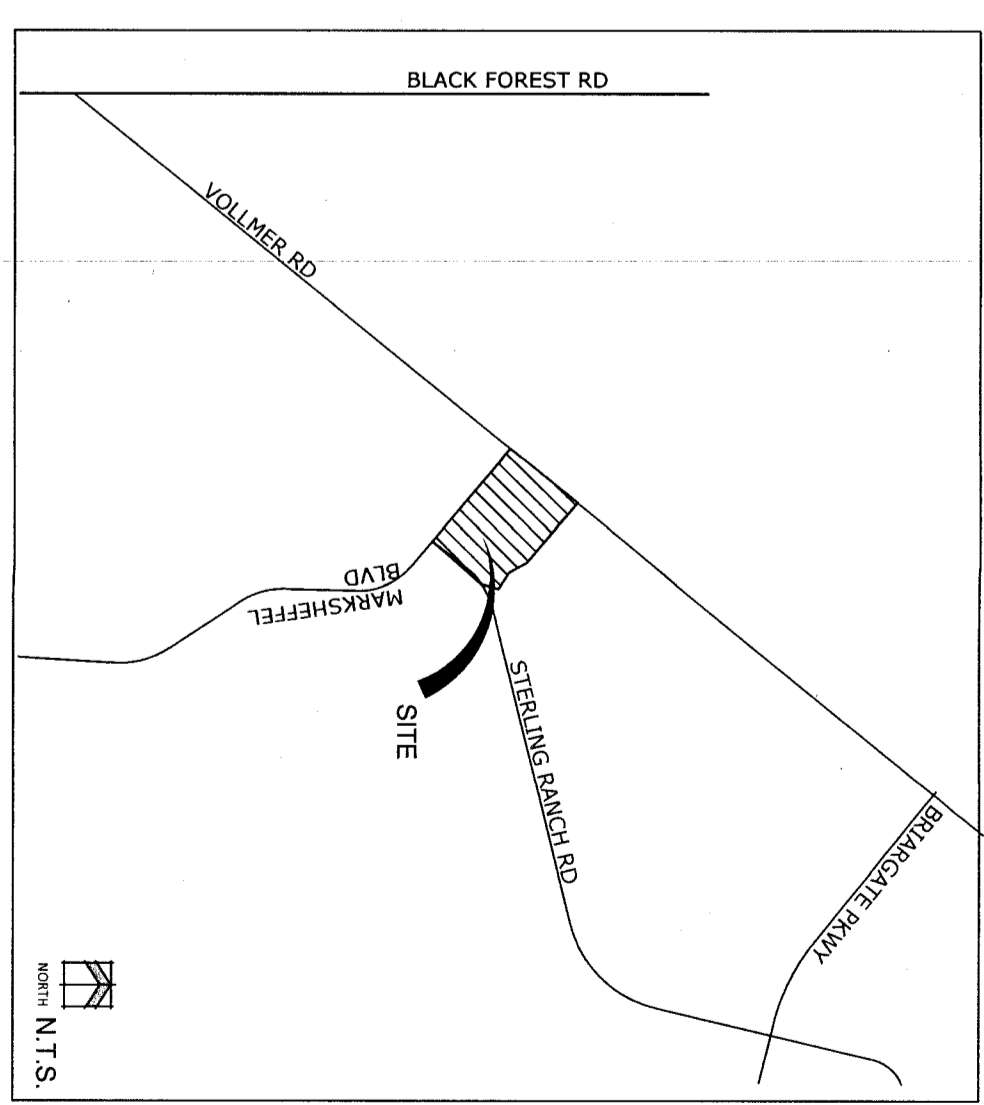 BLACK FOREST RD
VOLLMER RD
MARKSHEFFEL
BLVD
SITE
STERLING RANCH RD
BRIARGATE PKWY
NORTH
N.T.S.